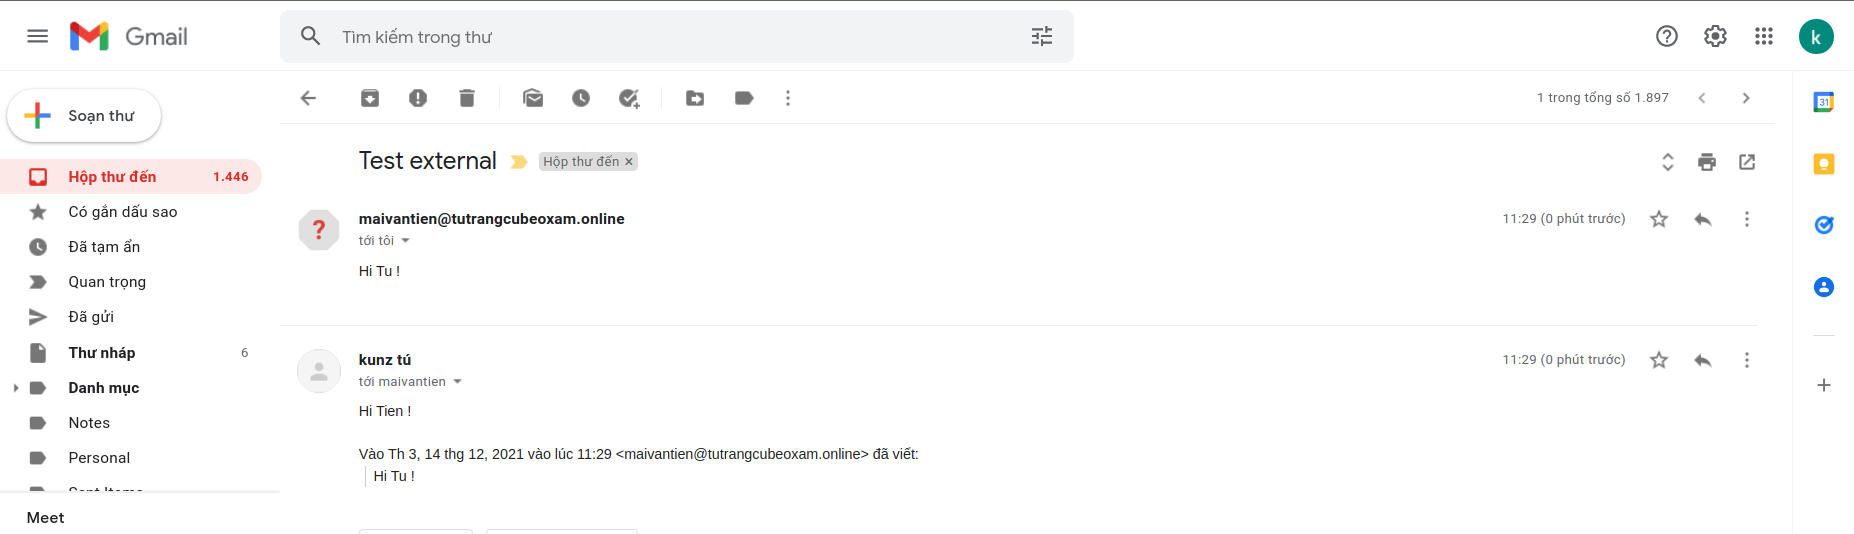 Gmail
Tìm kiếm trong thư
k
Soạn thư
1 trong tổng số 1.897
31
Hộp thư đến 1.446
Có gắn dấu sao
Đã tạm ẩn
Quan trọng
Đã gửi
Thư nháp 6
Danh mục
Notes
Personal
Sent Items
Meet
Test external Hộp thư đến ×
maivantien@tutrangcubeoxam.online 11:29 (0 phút trước)
tới tôi
Hi Tu !
kunz tú 11:29 (0 phút trước)
tới maivantien
Hi Tien !
Vào Th 3, 14 thg 12, 2021 vào lúc 11:29 <maivantien@tutrangcubeoxam.online> đã viết:
Hi Tu !